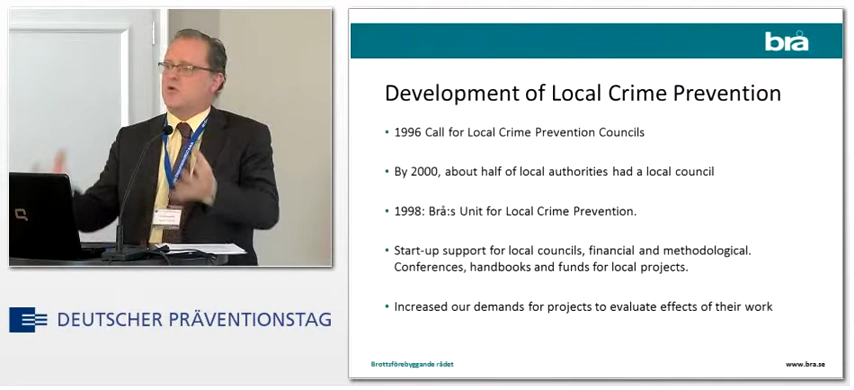 brå
Development of Local Crime Prevention
• 1996 Call for Local Crime Prevention Councils
• By 2000, about half of local authorities had a local council
• 1998: Brå:s Unit for Local Crime Prevention.
• Start-up support for local councils, financial and methodological.
Conferences, handbooks and funds for local projects.
• Increased our demands for projects to evaluate effects of their work
Brottsförebyggande rådet
www.bra.se
DEUTSCHER PRÄVENTIONSTAG